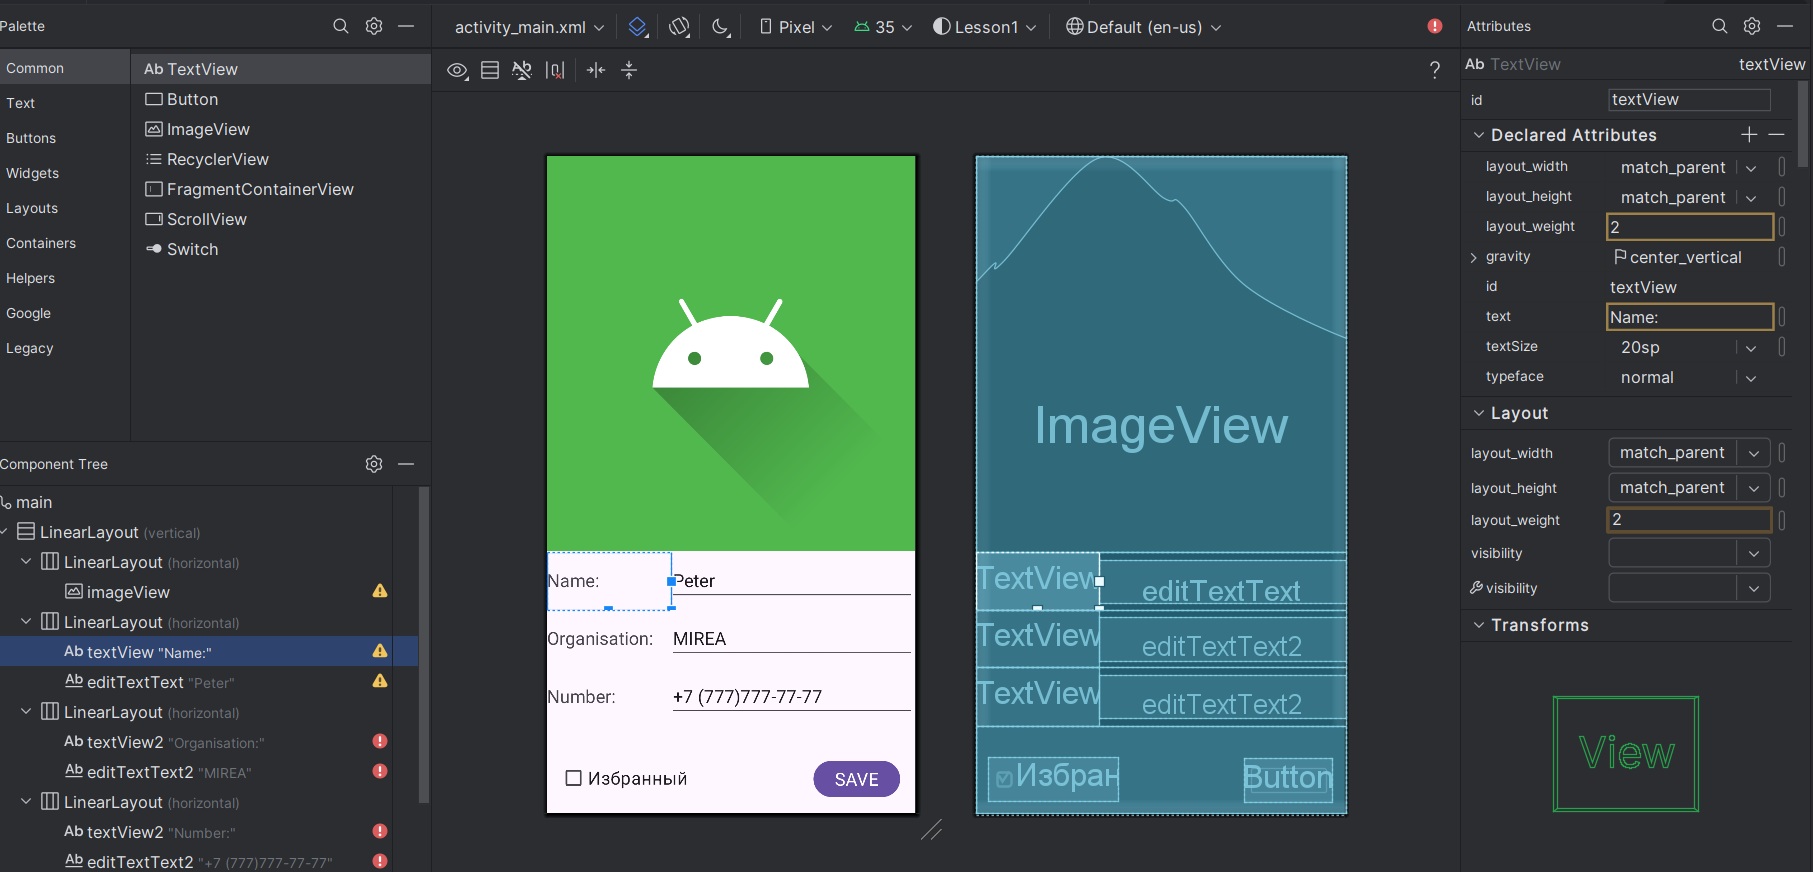 Palette
activity_main.xml
Pixel
35
Lesson1
Default (en-us)
Attributes
Common
Text
Buttons
Widgets
Layouts
Containers
Helpers
Google
Legacy
Ab TextView
Button
ImageView
RecyclerView
FragmentContainerView
ScrollView
Switch
?
Component Tree
main
LinearLayout (vertical)
LinearLayout (horizontal)
imageView
LinearLayout (horizontal)
Ab textView "Name:"
Ab editTextText "Peter"
LinearLayout (horizontal)
Ab textView2 "Organisation:"
Ab editTextText2 "MIREA"
LinearLayout (horizontal)
Ab textView2 "Number:"
Ab editTextText2 "+7 (777)777-77-77"
Name: Peter
Organisation: MIREA
Number: +7 (777)777-77-77
Избранный SAVE
ImageView
TextView editTextText
TextView editTextText2
TextView editTextText2
Избран Button
Ab TextView textView
id textView
Declared Attributes
layout_width match_parent
layout_height match_parent
layout_weight 2
gravity center_vertical
id textView
text Name:
textSize 20sp
typeface normal
Layout
layout_width match_parent
layout_height match_parent
layout_weight 2
visibility
visibility
Transforms
View